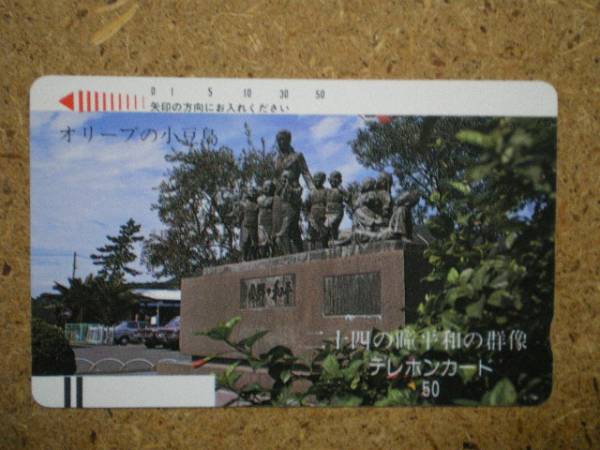 0 1 5 10 30 50
矢印の方向にお入れください
オリーブの小豆島
二十四の瞳平和の群像
テレホンカード
50